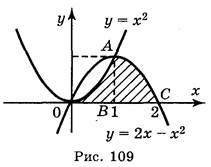 y
y = x²
A
0
B
1
2
C
x
y = 2x - x²
Рис. 109